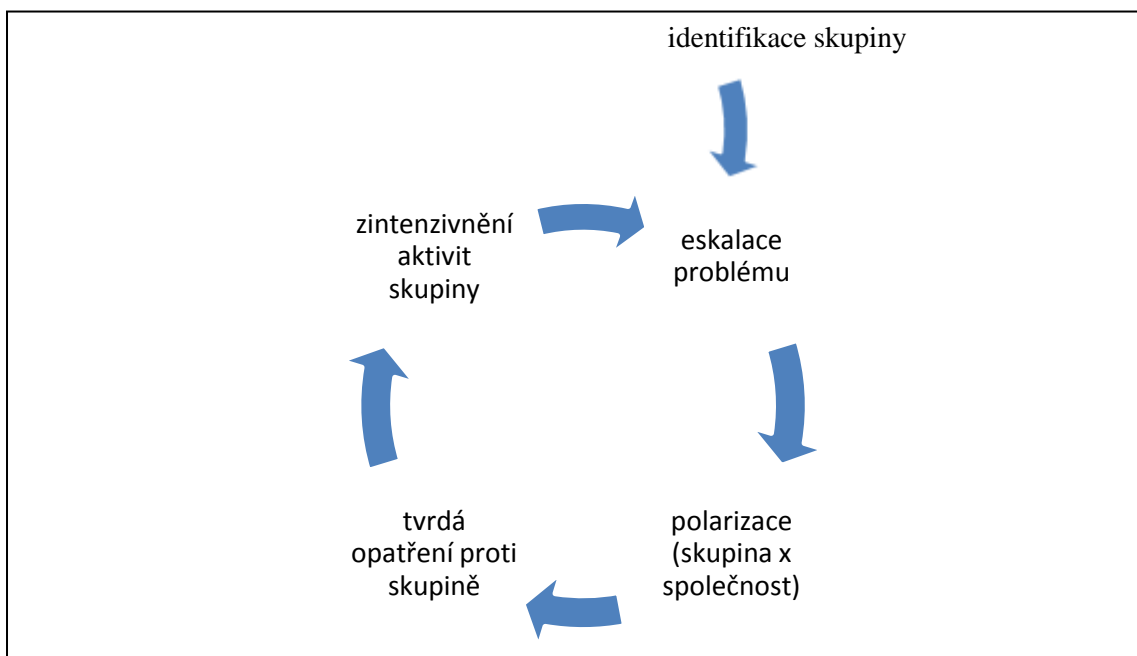 identifikace skupiny
zintenzivnění
aktivit
skupiny
eskalace
problému
tvrdá
opatření proti
skupině
polarizace
(skupina x
společnost)